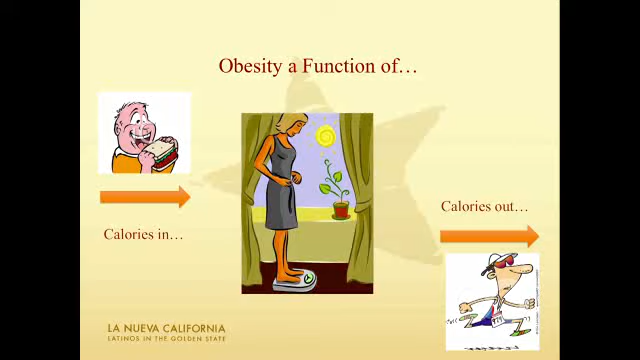 Obesity a Function of…
Calories in…
Calories out…
LA NUEVA CALIFORNIA
LATINOS IN THE GOLDEN STATE